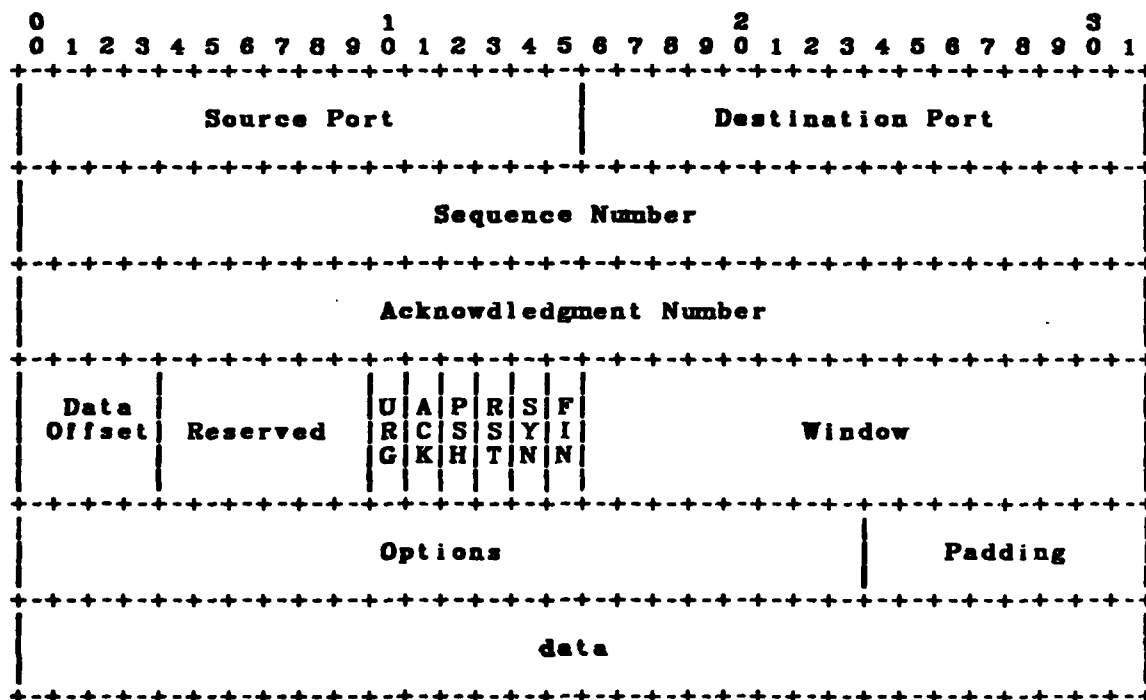 0 1 2 3
0 1 2 3 4 5 6 7 8 9 0 1 2 3 4 5 6 7 8 9 0 1 2 3 4 5 6 7 8 9 0 1
+-+-+-+-+-+-+-+-+-+-+-+-+-+-+-+-+-+-+-+-+-+-+-+-+-+-+-+-+-+-+-+-+
| Source Port | Destination Port |
+-+-+-+-+-+-+-+-+-+-+-+-+-+-+-+-+-+-+-+-+-+-+-+-+-+-+-+-+-+-+-+-+
| Sequence Number |
+-+-+-+-+-+-+-+-+-+-+-+-+-+-+-+-+-+-+-+-+-+-+-+-+-+-+-+-+-+-+-+-+
| Acknowdledgment Number |
+-+-+-+-+-+-+-+-+-+-+-+-+-+-+-+-+-+-+-+-+-+-+-+-+-+-+-+-+-+-+-+-+
| Data | |U|A|P|R|S|F| |
| Offset| Reserved |R|C|S|S|Y|I| Window |
| | |G|K|H|T|N|N| |
+-+-+-+-+-+-+-+-+-+-+-+-+-+-+-+-+-+-+-+-+-+-+-+-+-+-+-+-+-+-+-+-+
| Options | Padding |
+-+-+-+-+-+-+-+-+-+-+-+-+-+-+-+-+-+-+-+-+-+-+-+-+-+-+-+-+-+-+-+-+
| data |
+-+-+-+-+-+-+-+-+-+-+-+-+-+-+-+-+-+-+-+-+-+-+-+-+-+-+-+-+-+-+-+-+